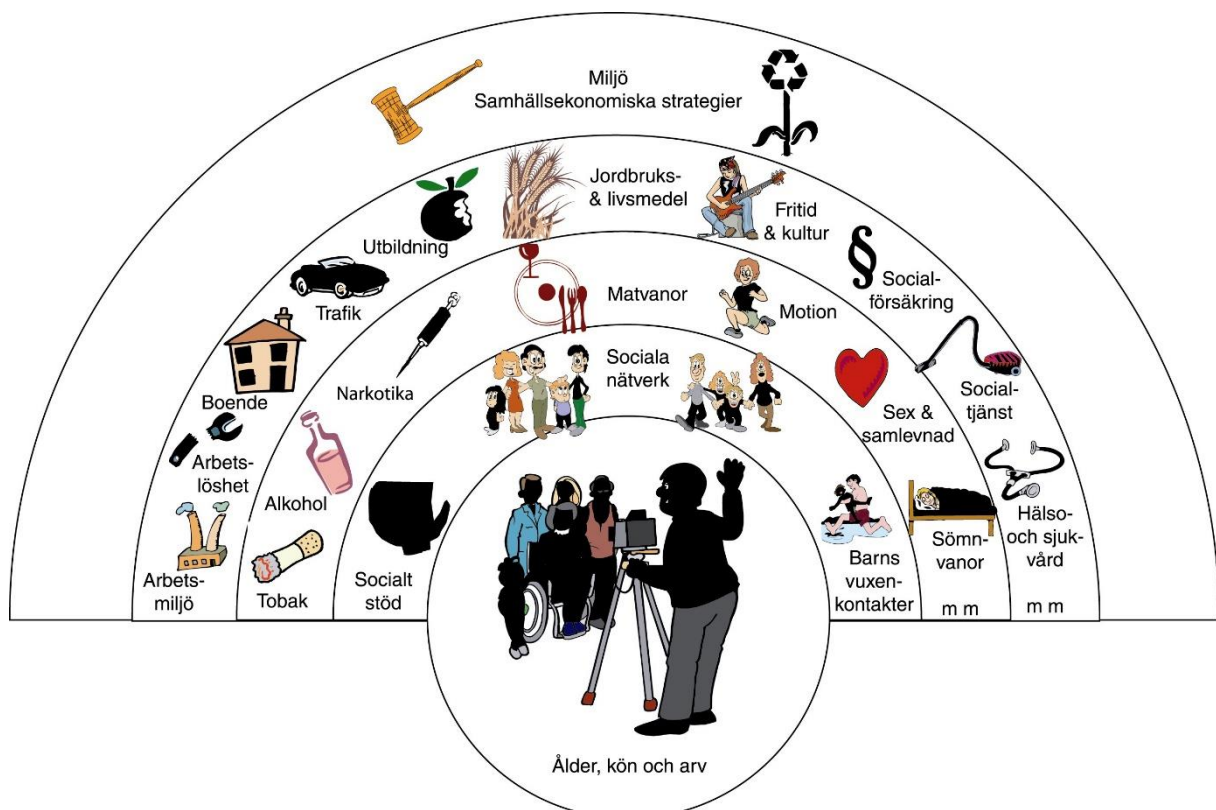 Miljö
Samhällsekonomiska strategier
Jordbruks-
& livsmedel
Fritid
& kultur
Utbildning
Social-
försäkring
Trafik
Social-
tjänst
Boende
Arbets-
löshet
Hälso-
och sjuk-
vård
Arbets-
miljö
m m
Matvanor
Motion
Narkotika
Sex &
samlevnad
Alkohol
Sömn-
vanor
Tobak
m m
Sociala
nätverk
Socialt
stöd
Barns
vuxen-
kontakter
Ålder, kön och arv